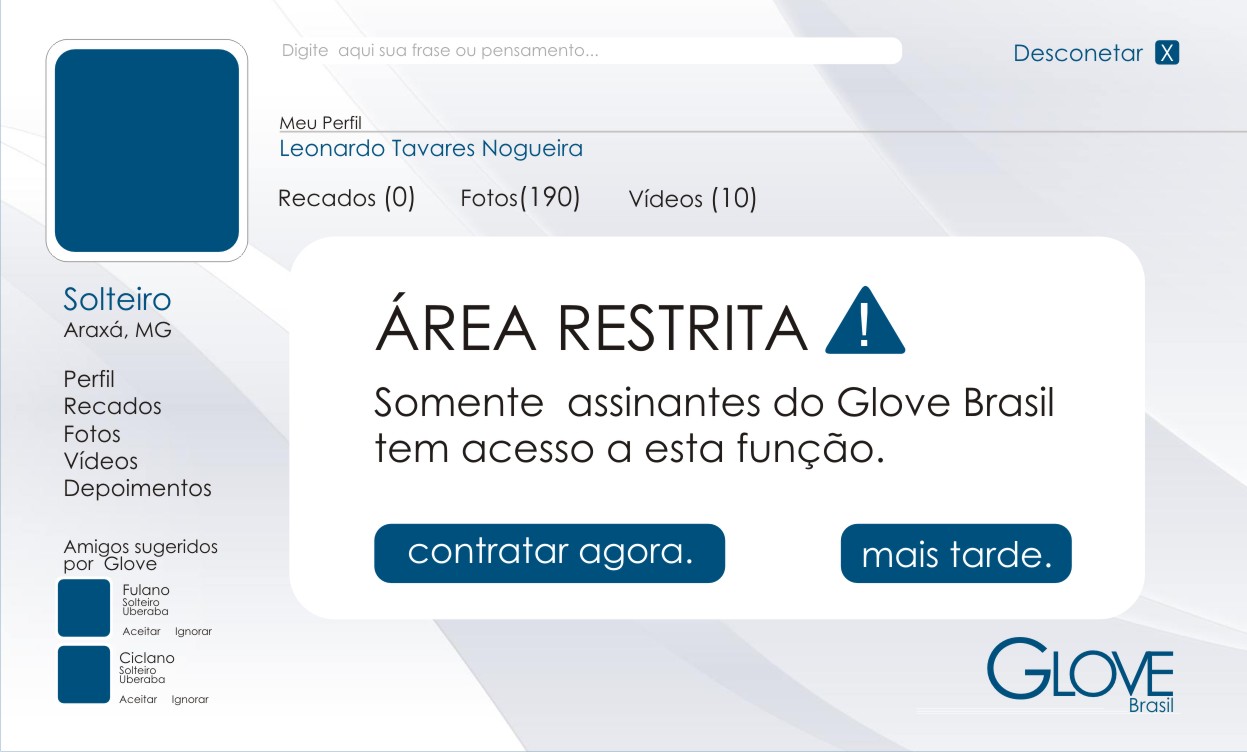 Digite aqui sua frase ou pensamento...
Desconetar X
Meu Perfil
Leonardo Tavares Nogueira
Recados (0) Fotos(190) Vídeos (10)
ÁREA RESTRITA !
Somente assinantes do Glove Brasil
tem acesso a esta função.
contratar agora. mais tarde.
Solteiro
Araxá, MG
Perfil
Recados
Fotos
Vídeos
Depoimentos
Amigos sugeridos
por Glove
Fulano
Solteiro
Uberaba
Aceitar Ignorar
Ciclano
Solteiro
Uberaba
Aceitar Ignorar
GLOVE
Brasil